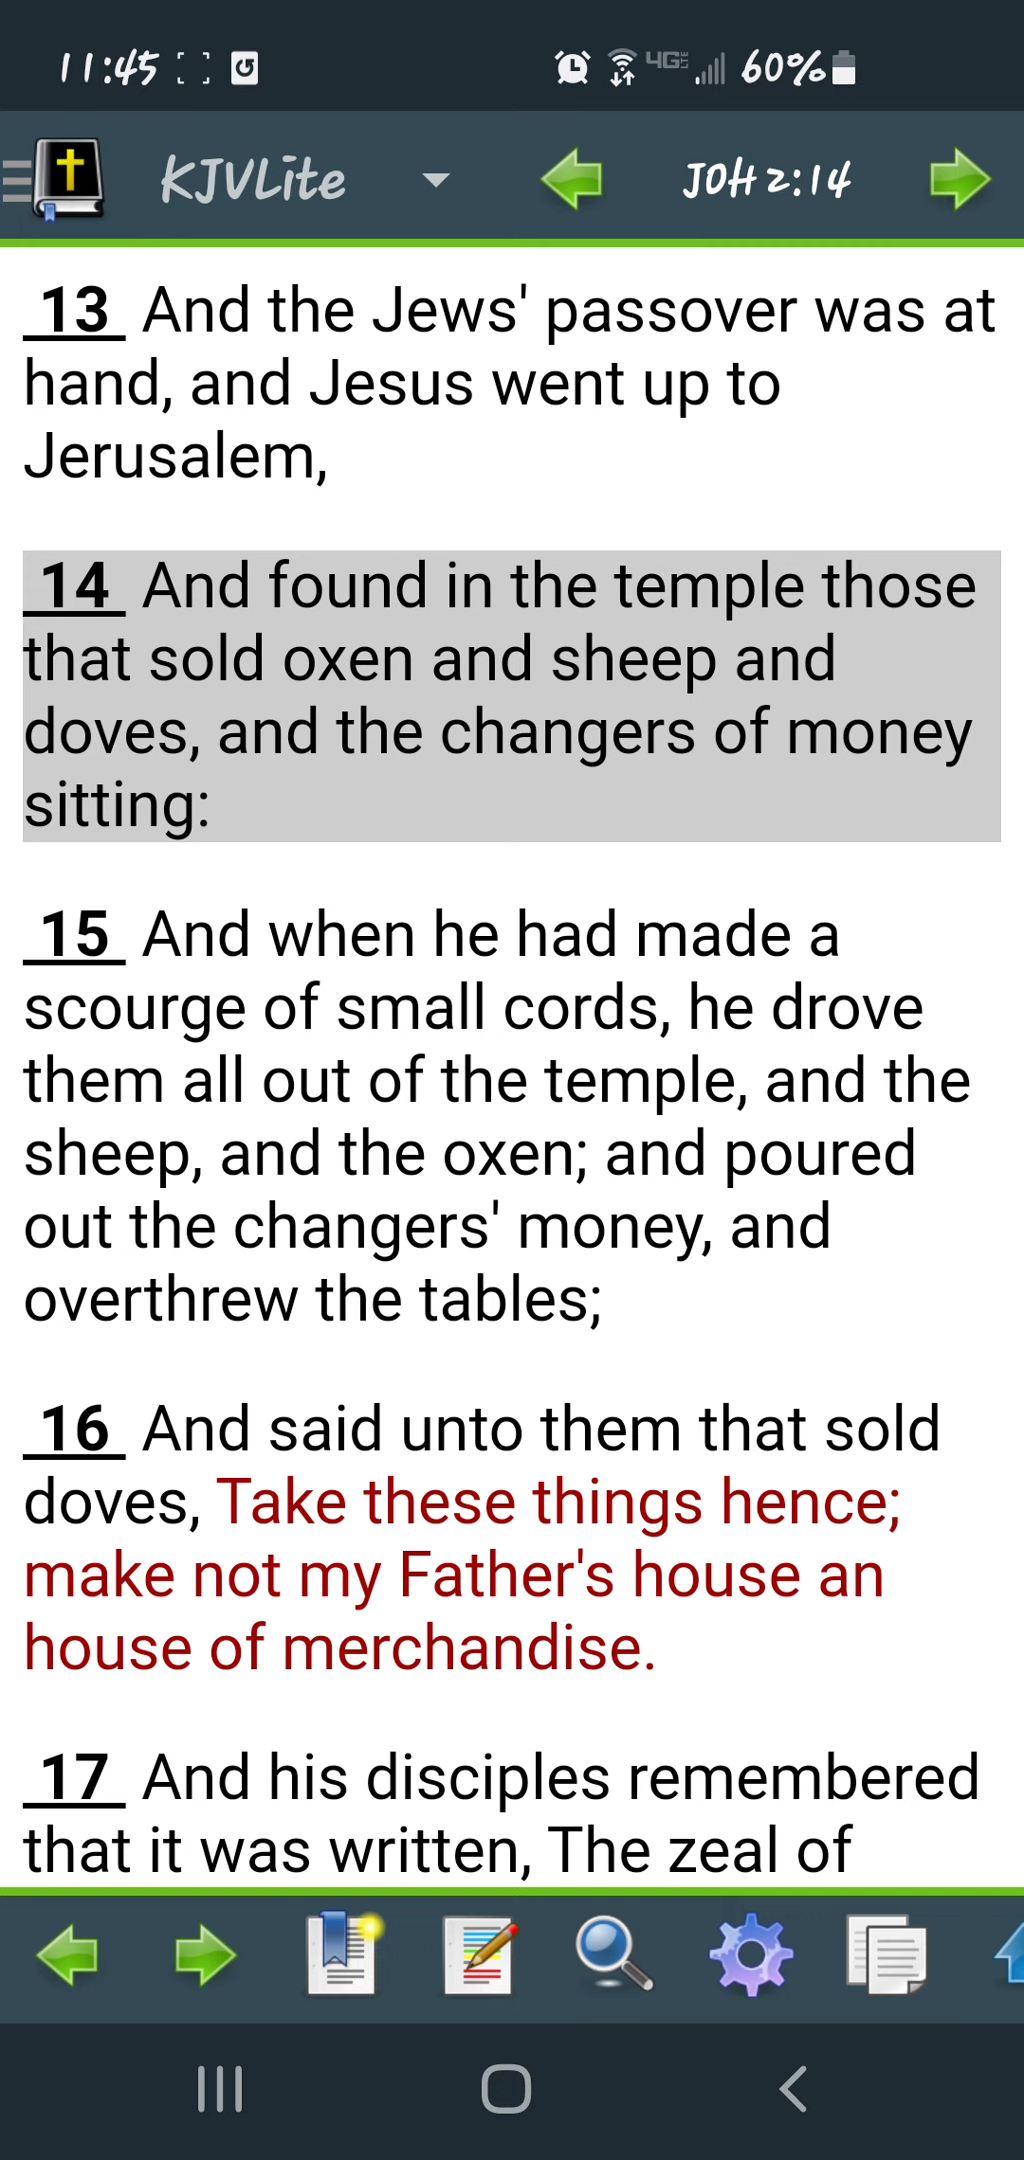 11:45 4GE 60%
KJVLite JOH 2:14
13 And the Jews' passover was at
hand, and Jesus went up to
Jerusalem,
14 And found in the temple those
that sold oxen and sheep and
doves, and the changers of money
sitting:
15 And when he had made a
scourge of small cords, he drove
them all out of the temple, and the
sheep, and the oxen; and poured
out the changers' money, and
overthrew the tables;
16 And said unto them that sold
doves, Take these things hence;
make not my Father's house an
house of merchandise.
17 And his disciples remembered
that it was written, The zeal of